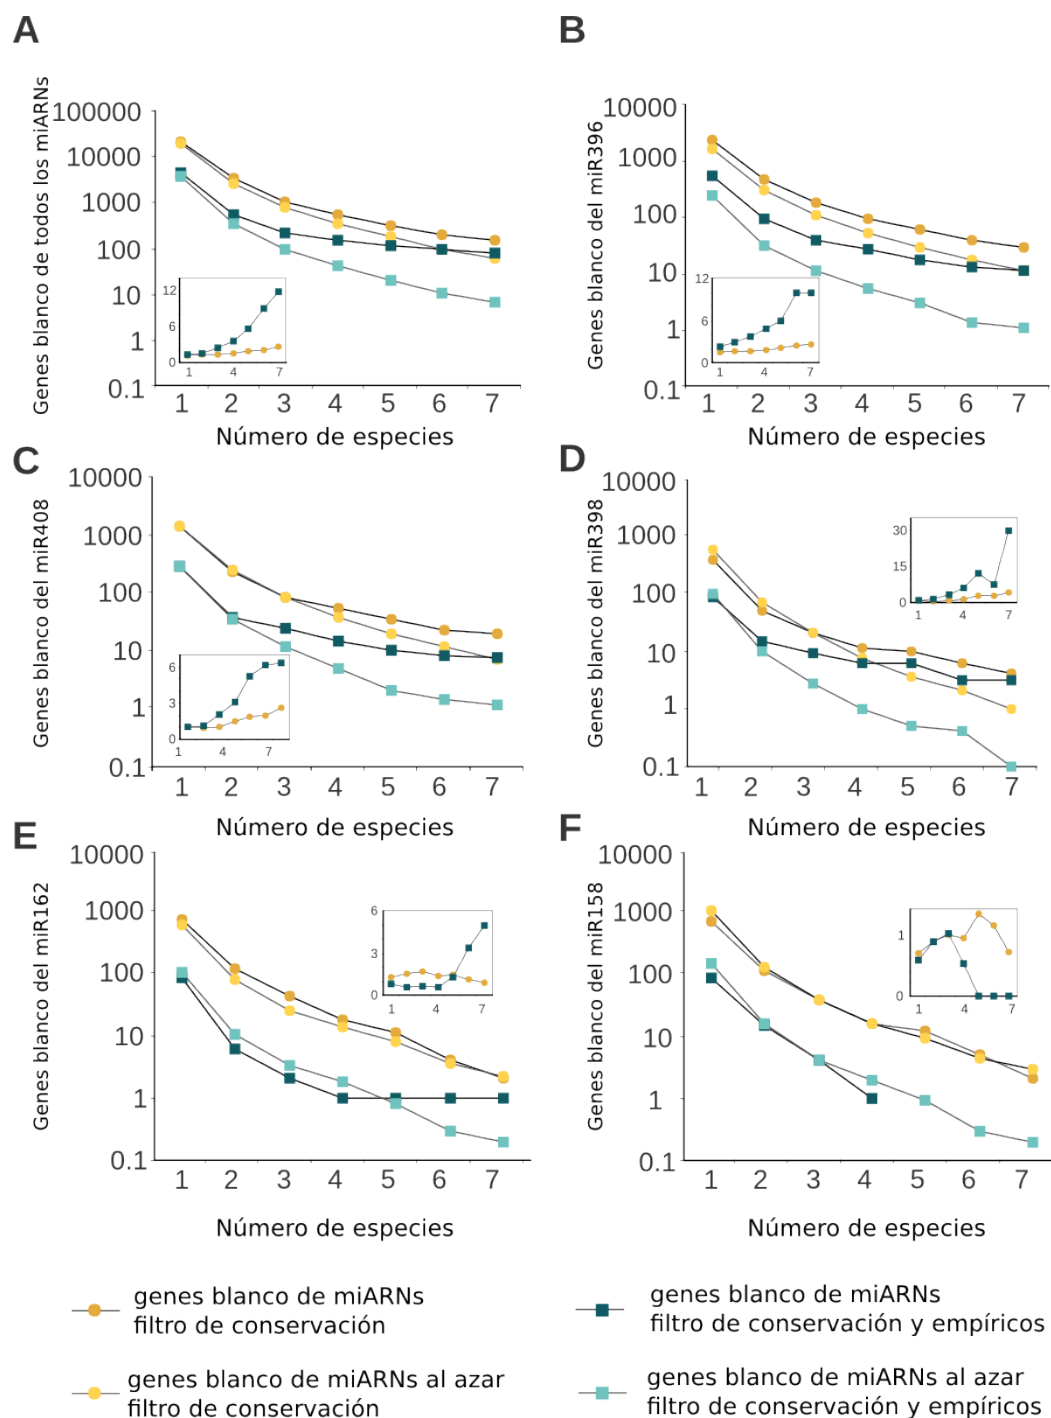 A
Genes blanco de todos los miARNs
100000
10000
1000
100
10
1
0.1
12
6
0
1 4 7
1 2 3 4 5 6 7
Número de especies
B
Genes blanco del miR396
10000
1000
100
10
1
0.1
12
6
0
1 4 7
1 2 3 4 5 6 7
Número de especies
C
Genes blanco del miR408
10000
1000
100
10
1
0.1
6
3
0
1 4 7
1 2 3 4 5 6 7
Número de especies
D
Genes blanco del miR398
10000
1000
100
10
1
0.1
30
15
0
1 4 7
1 2 3 4 5 6 7
Número de especies
E
Genes blanco del miR162
10000
1000
100
10
1
0.1
6
3
0
1 4 7
1 2 3 4 5 6 7
Número de especies
F
Genes blanco del miR158
10000
1000
100
10
1
0.1
1
0
1 4 7
1 2 3 4 5 6 7
Número de especies
genes blanco de miARNs
filtro de conservación
genes blanco de miARNs al azar
filtro de conservación
genes blanco de miARNs
filtro de conservación y empíricos
genes blanco de miARNs al azar
filtro de conservación y empíricos